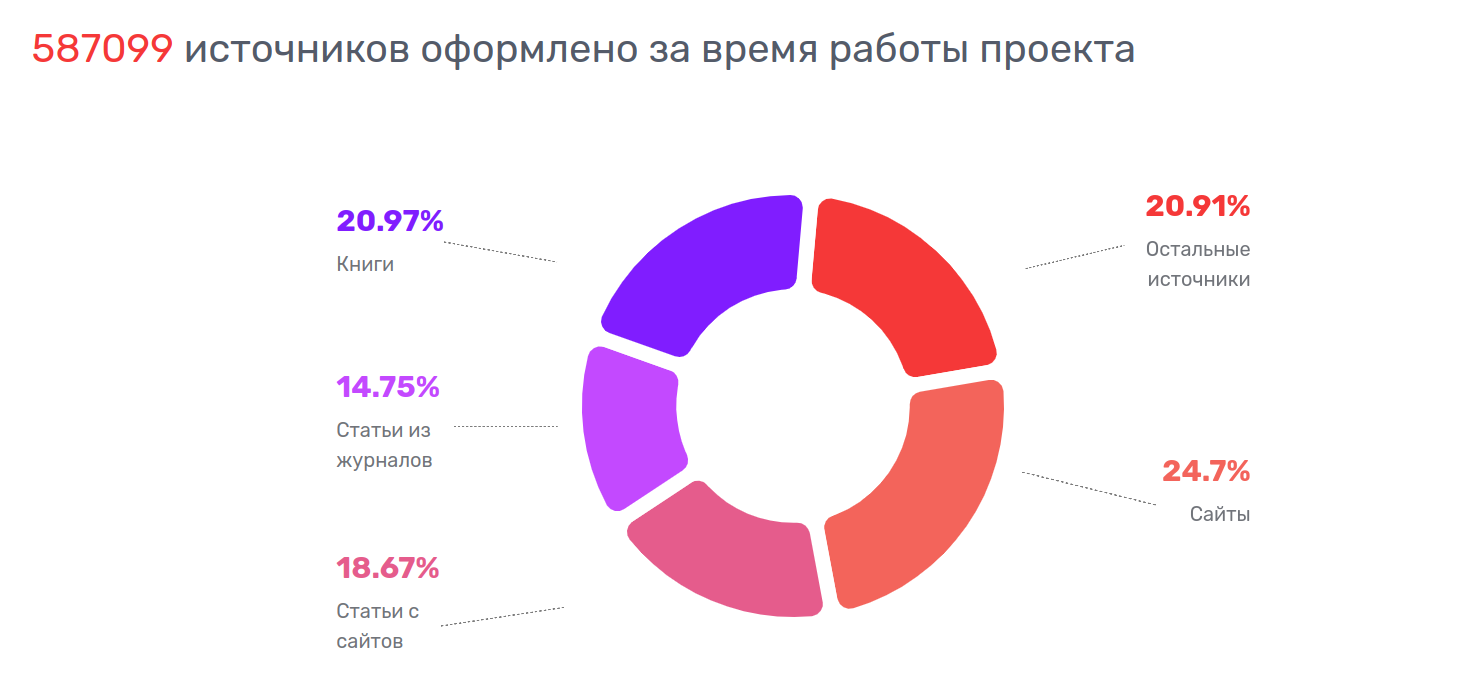 587099 источников оформлено за время работы проекта
20.97%
Книги
14.75%
Статьи из
журналов
18.67%
Статьи с
сайтов
20.91%
Остальные
источники
24.7%
Сайты